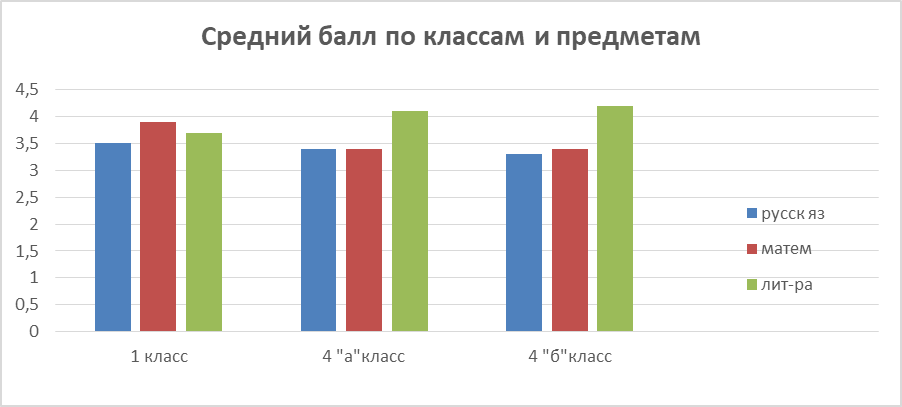 Средний балл по классам и предметам
4,5
4
3,5
3
2,5
2
1,5
1
0,5
0
1 класс
4 "а"класс
4 "б"класс
русск яз
матем
лит-ра